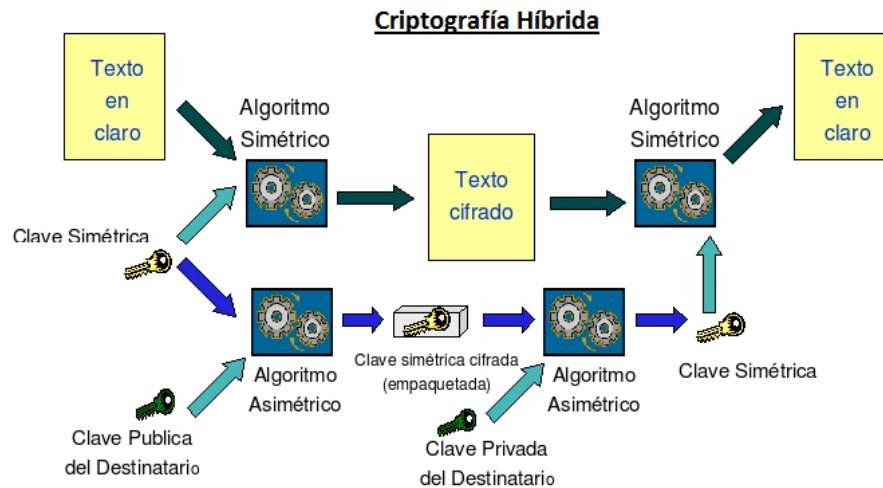 Criptografía Híbrida
Texto
en
claro
Algoritmo
Simétrico
Texto
cifrado
Algoritmo
Simétrico
Texto
en
claro
Clave Simétrica
Clave Publica
del Destinatario
Algoritmo
Asimétrico
Clave simétrica cifrada
(empaquetada)
Clave Privada
del Destinatario
Algoritmo
Asimétrico
Clave Simétrica